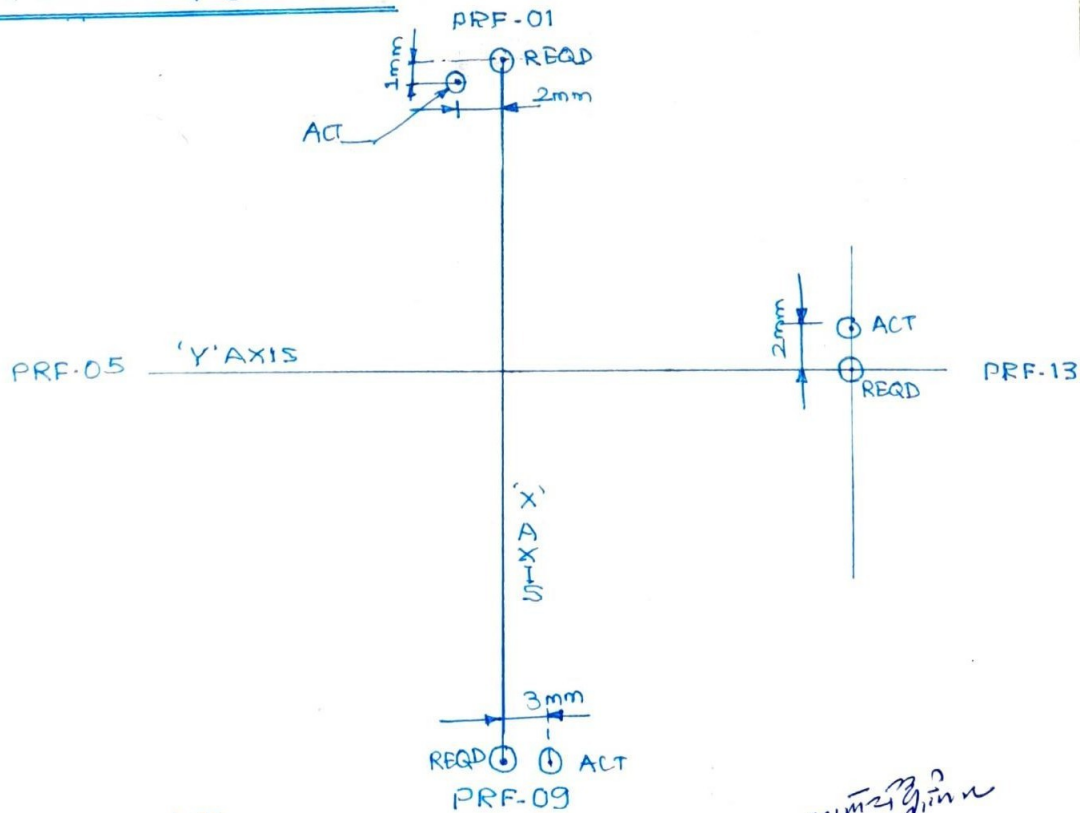 PRF-01
REQD
1mm
2mm
ACT
2mm
ACT
'Y' AXIS
PRF-05
PRF-13
REQD
'X' AXIS
3mm
REQD
ACT
PRF-09